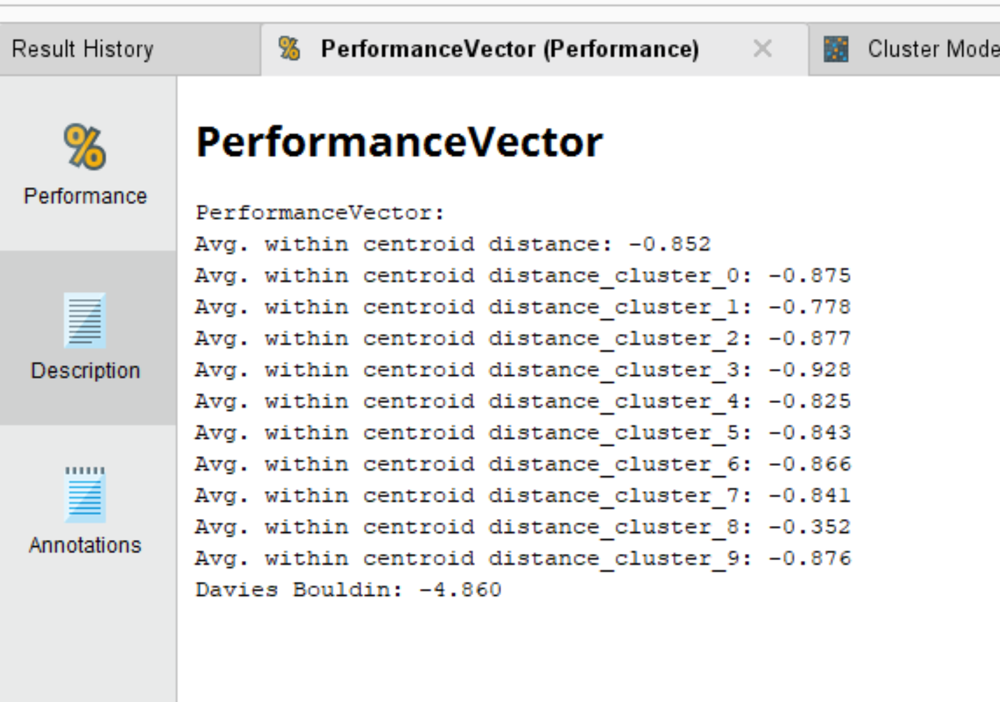 Result History
PerformanceVector (Performance)
Cluster Mode
Performance
Description
Annotations
PerformanceVector
PerformanceVector:
Avg. within centroid distance: -0.852
Avg. within centroid distance_cluster_0: -0.875
Avg. within centroid distance_cluster_1: -0.778
Avg. within centroid distance_cluster_2: -0.877
Avg. within centroid distance_cluster_3: -0.928
Avg. within centroid distance_cluster_4: -0.825
Avg. within centroid distance_cluster_5: -0.843
Avg. within centroid distance_cluster_6: -0.866
Avg. within centroid distance_cluster_7: -0.841
Avg. within centroid distance_cluster_8: -0.352
Avg. within centroid distance_cluster_9: -0.876
Davies Bouldin: -4.860